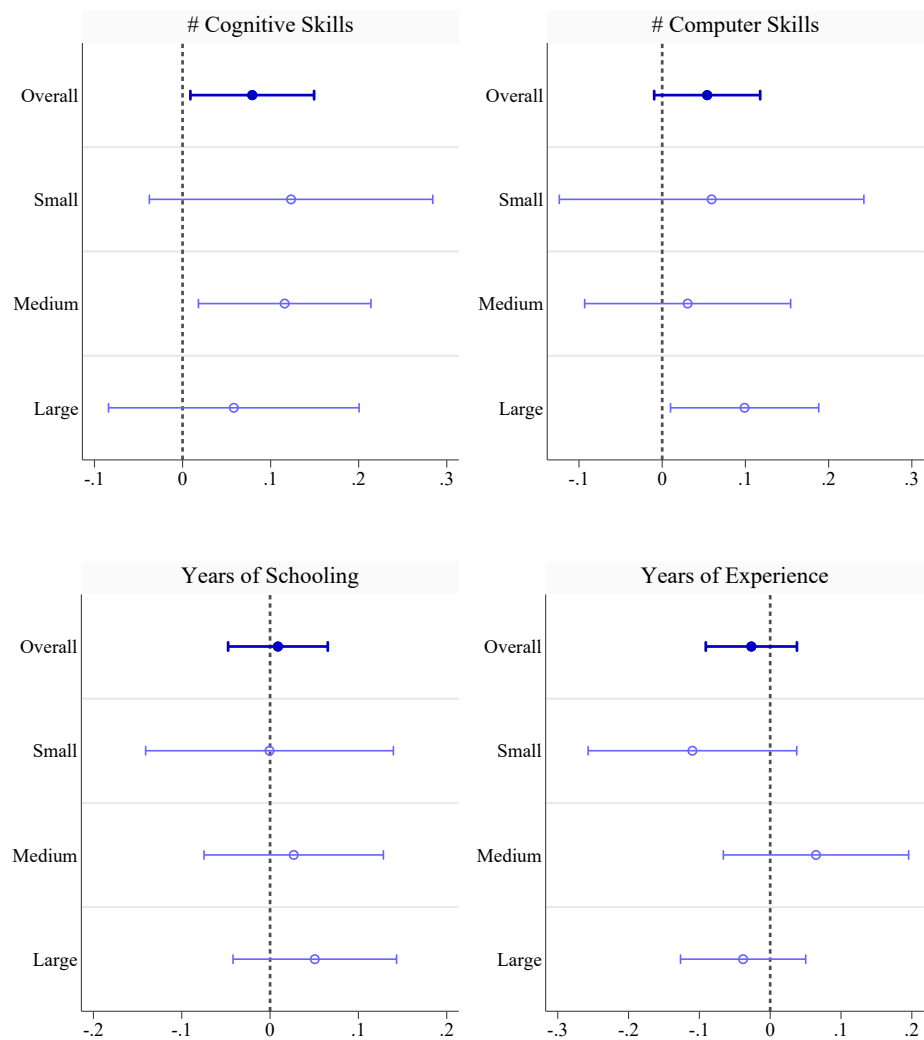 # Cognitive Skills
Overall
Small
Medium
Large
-.1 0 .1 .2 .3
# Computer Skills
Overall
Small
Medium
Large
-.1 0 .1 .2 .3
Years of Schooling
Overall
Small
Medium
Large
-.2 -.1 0 .1 .2
Years of Experience
Overall
Small
Medium
Large
-.3 -.2 -.1 0 .1 .2